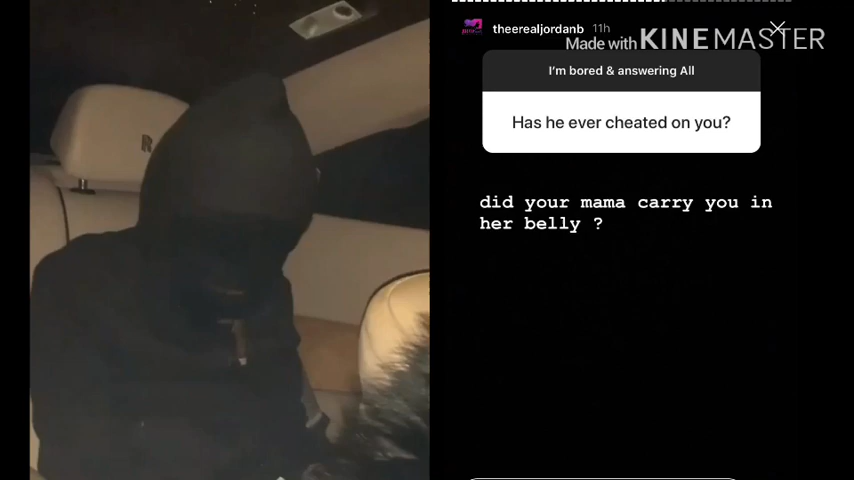 R
theerealjordanb 11h
Made with KINEMASTER
I'm bored & answering All
Has he ever cheated on you?
did your mama carry you in
her belly ?